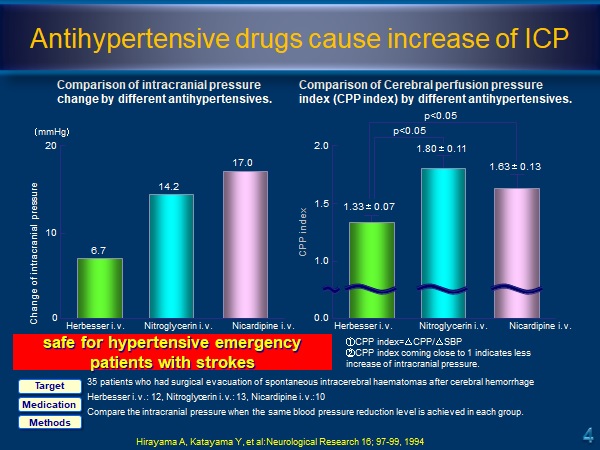 Antihypertensive drugs cause increase of ICP
Comparison of intracranial pressure
change by different antihypertensives.
(mmHg)
20
10
0
Change of intracranial pressure
6.7
14.2
17.0
Herbesser i.v.
Nitroglycerin i.v.
Nicardipine i.v.
Comparison of Cerebral perfusion pressure
index (CPP index) by different antihypertensives.
p<0.05
p<0.05
2.0
1.5
1.0
0.0
CPP index
1.33±0.07
1.80±0.11
1.63±0.13
Herbesser i.v.
Nitroglycerin i.v.
Nicardipine i.v.
①CPP index=△CPP/△SBP
②CPP index coming close to 1 indicates less
increase of intracranial pressure.
safe for hypertensive emergency
patients with strokes
Target
35 patients who had surgical evacuation of spontaneous intracerebral haematomas after cerebral hemorrhage
Medication
Herbesser i.v.: 12, Nitroglycerin i.v.: 13, Nicardipine i.v.:10
Methods
Compare the intracranial pressure when the same blood pressure reduction level is achieved in each group.
Hirayama A, Katayama Y, et al:Neurological Research 16; 97-99, 1994
4